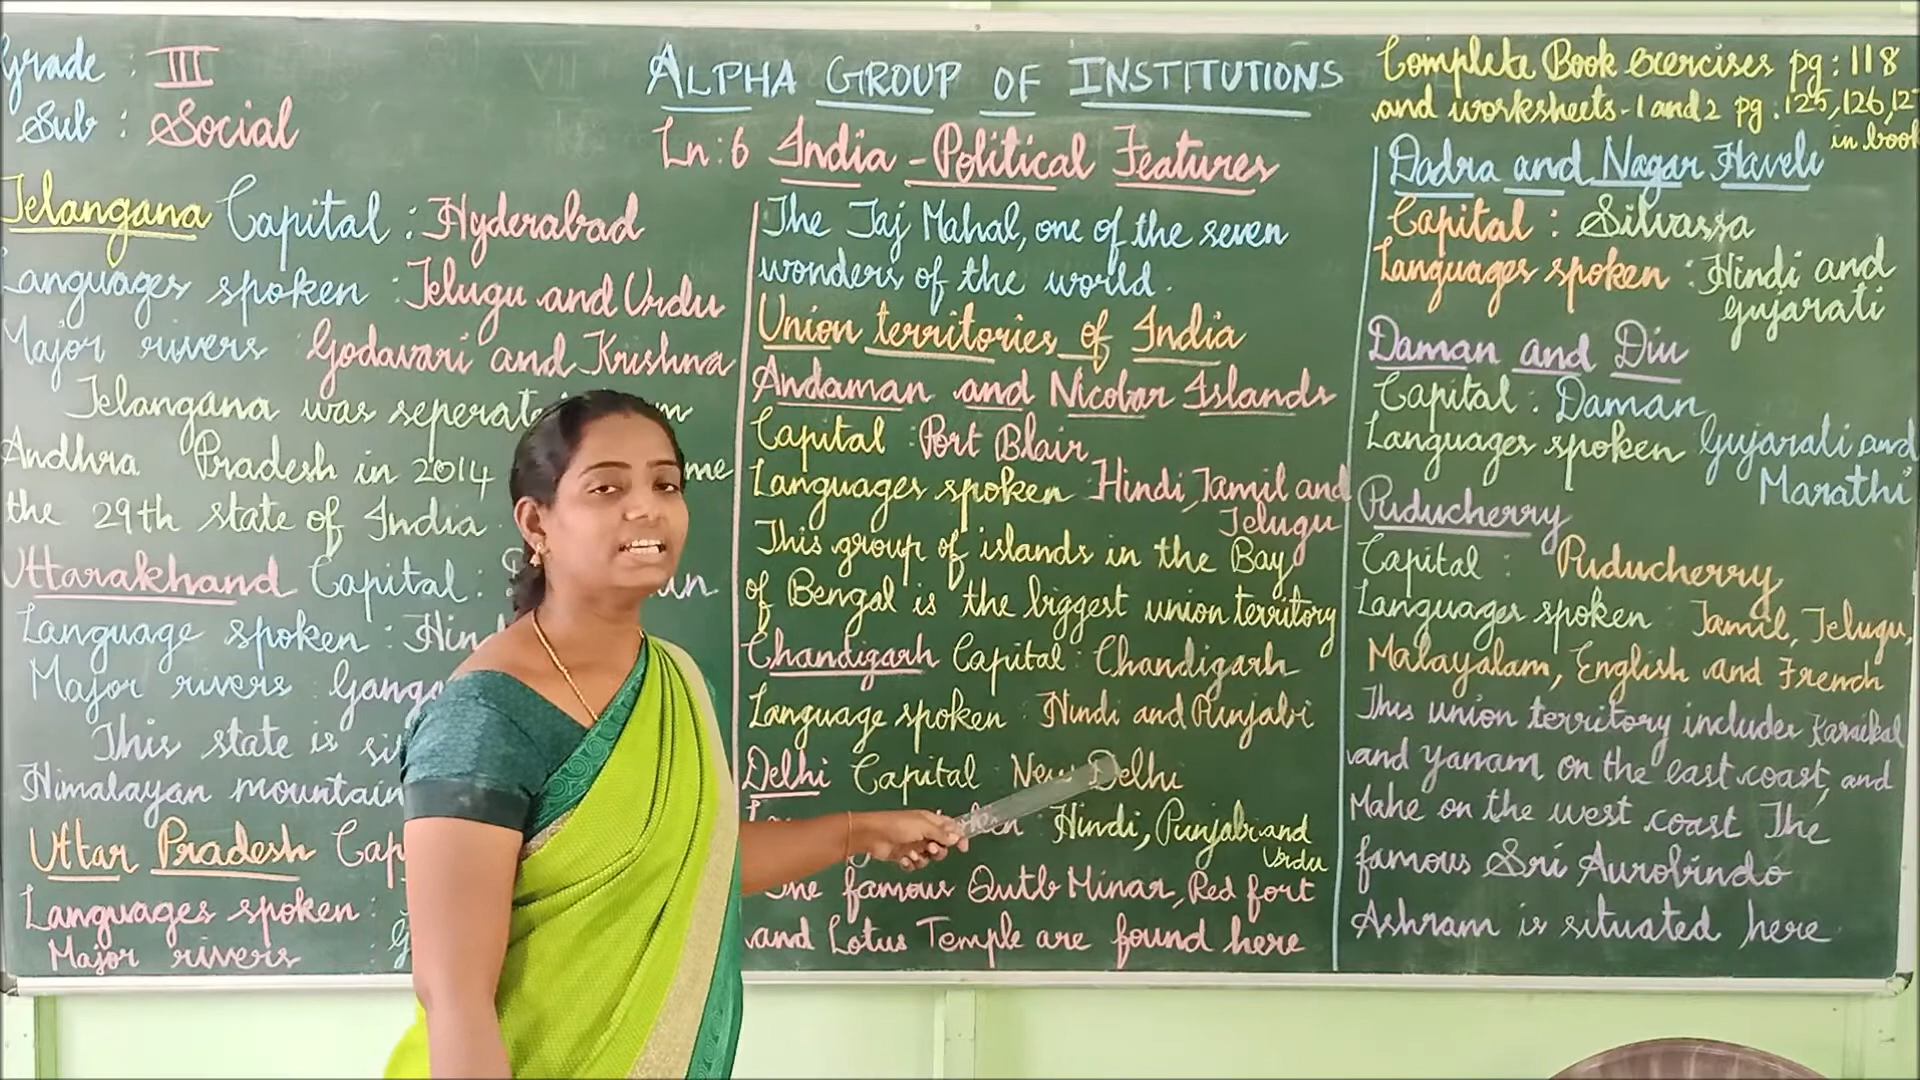 Grade : III
Sub : Social
ALPHA GROUP OF INSTITUTIONS
Ln:6 India - Political Features
Complete Book exercises pg: 118
and worksheets - 1 and 2 pg. 125, 126,
in book
Telangana Capital : Hyderabad
Languages spoken : Telugu and Urdu
Major rivers Godavari and Krushna
Telangana was
Andhra Pradesh in 2014
the 29th state of India
Uttarakhand Capital :
Language spoken :
Major rivers
This state is
Himalayan
Uttar Pradesh
Languages spoken :
Major rivers
The Taj Mahal, one of the seven
wonders of the world.
Union territories of India
Andaman and Nicobar Islands
Capital : Port Blair
Languages spoken : Hindi, Tamil and
Telugu
This group of islands in the Bay
of Bengal is the biggest union territory
Chandigarh Capital : Chandigarh
Language spoken : Hindi and Punjabi
Delhi Capital New Delhi
Hindi, Punjabi and
Urdu
The famous Qutb Minar, Red fort
and Lotus Temple are found here
Dadra and Nagar Haveli
Capital : Silvassa
Languages spoken : Hindi and
Gujarati
Daman and Diu
Capital : Daman
Languages spoken Gujarati and
Marathi
Puducherry
Capital : Puducherry
Languages spoken : Tamil, Telugu,
Malayalam, English and French
This union territory includes Karaikal
and Yanam on the east coast, and
Mahe on the west coast The
famous Sri Aurobindo
Ashram is situated here